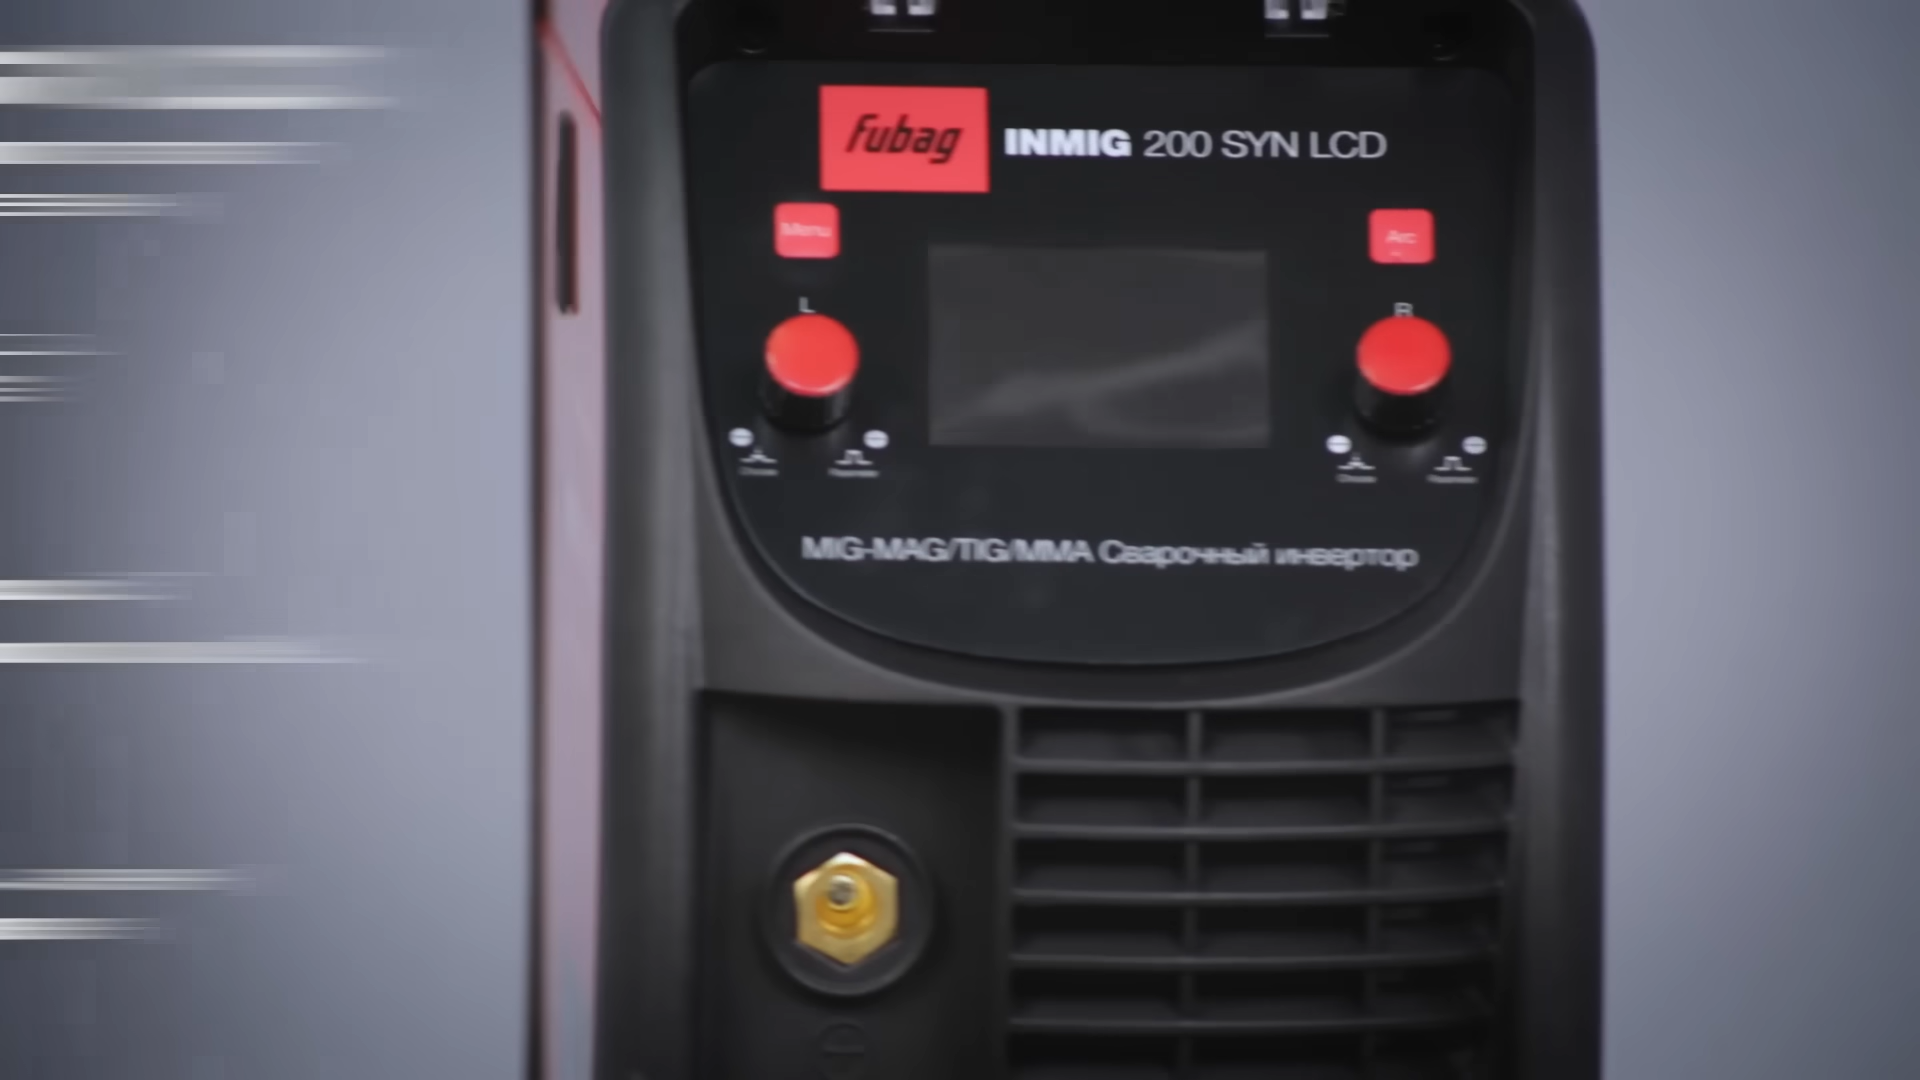 Fubag
INMIG 200 SYN LCD
Menu
Arc
L
R
MIG-MAG/TIG/MMA Сварочный инвертор